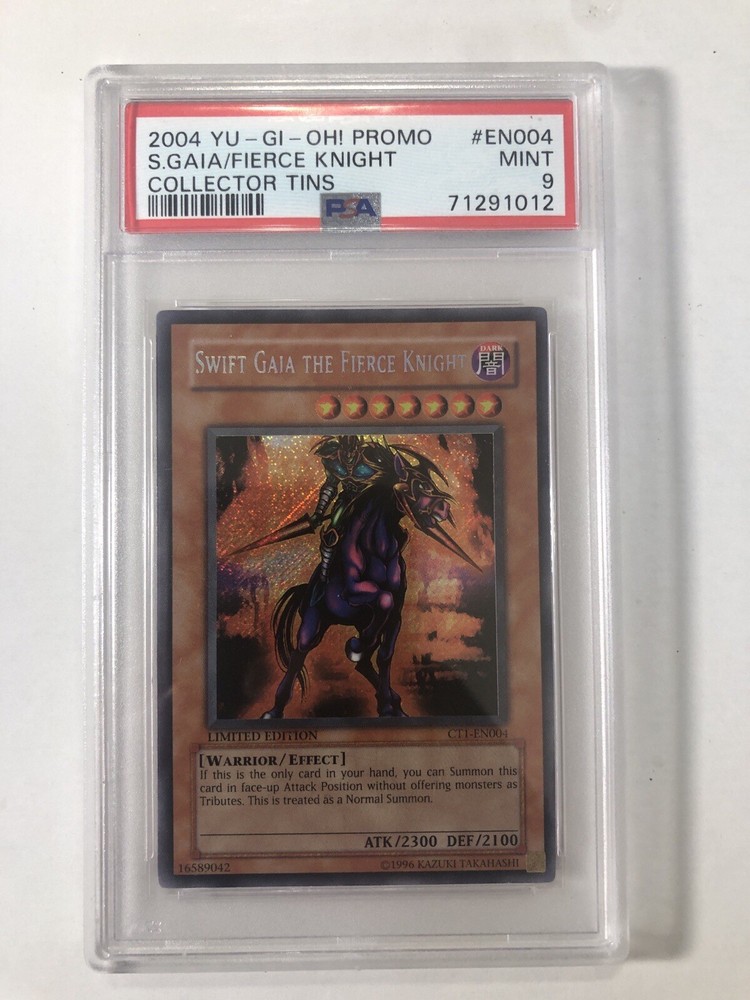 2004 YU-GI-OH! PROMO #EN004
S.GAIA/FIERCE KNIGHT MINT
COLLECTOR TINS 9
PSA 71291012
SWIFT GAIA THE FIERCE KNIGHT
DARK
闇
LIMITED EDITION CT1-EN004
[WARRIOR/EFFECT]
If this is the only card in your hand, you can Summon this
card in face-up Attack Position without offering monsters as
Tributes. This is treated as a Normal Summon.
ATK/2300 DEF/2100
16589042 ©1996 KAZUKI TAKAHASHI